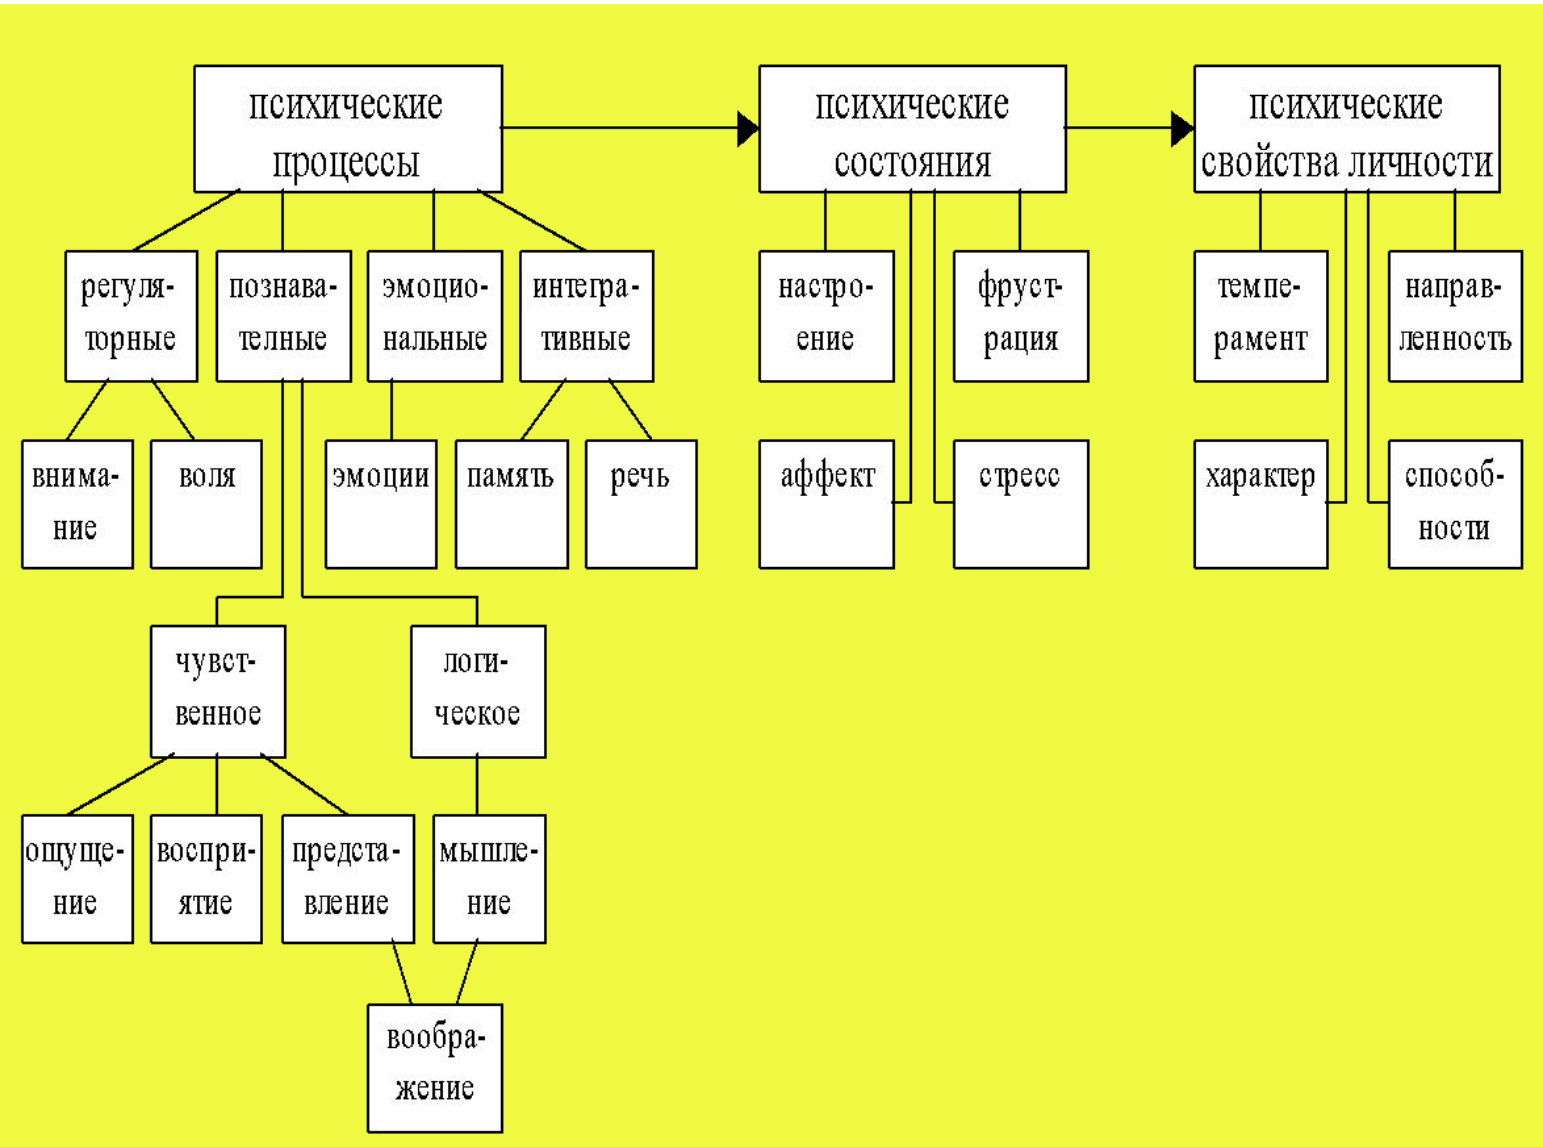 психические
процессы
психические
состояния
психические
свойства личности
регуля-
торные
познава-
телные
эмоцио-
нальные
интегра-
тивные
настро-
ение
фруст-
рация
темпе-
рамент
направ-
ленность
внима-
ние
воля
эмоции
память
речь
аффект
стресс
характер
способ-
ности
чувст-
венное
логи-
ческое
ощуще-
ние
воспри-
ятие
предста-
вление
мышле-
ние
вообра-
жение